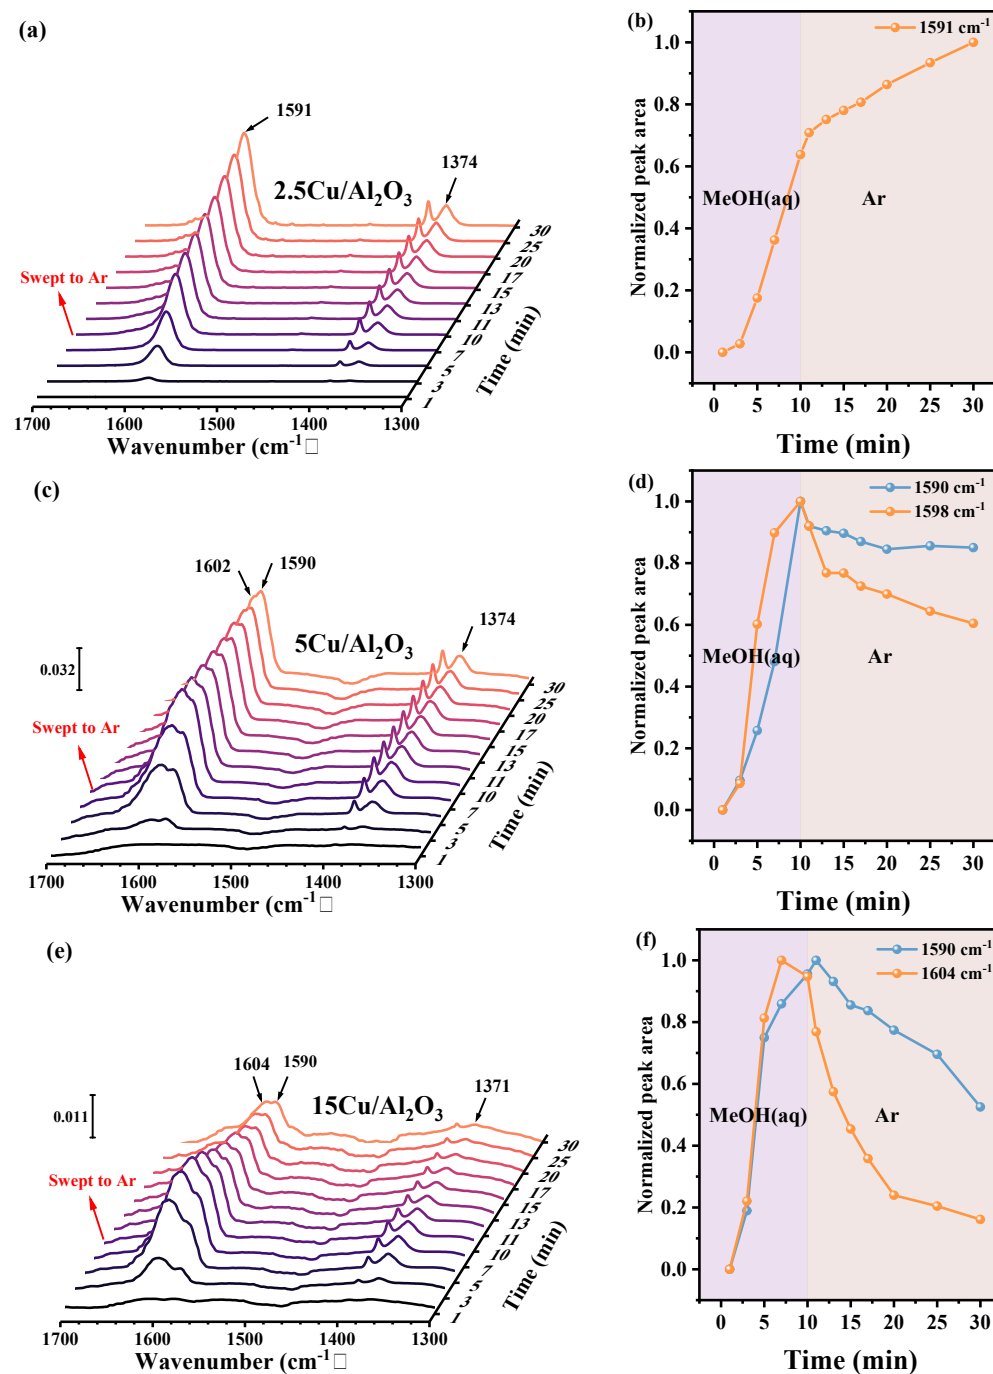 (a)
1591
1374
2.5Cu/Al₂O₃
Swept to Ar
30
25
20
17
15
13
11
10
7
5
3
1
Time (min)
1700 1600 1500 1400 1300
Wavenumber (cm⁻¹□
(b)
1591 cm⁻¹
1.0
0.8
0.6
0.4
0.2
0.0
Normalized peak area
MeOH(aq) Ar
0 5 10 15 20 25 30
Time (min)
(c)
1602 1590
1374
5Cu/Al₂O₃
0.032
Swept to Ar
30
25
20
17
15
13
11
10
7
5
3
1
Time (min)
1700 1600 1500 1400 1300
Wavenumber (cm⁻¹□
(d)
1590 cm⁻¹
1598 cm⁻¹
1.0
0.8
0.6
0.4
0.2
0.0
Normalized peak area
MeOH(aq) Ar
0 5 10 15 20 25 30
Time (min)
(e)
1604 1590
1371
15Cu/Al₂O₃
0.011
Swept to Ar
30
25
20
17
15
13
11
10
7
5
3
1
Time (min)
1700 1600 1500 1400 1300
Wavenumber (cm⁻¹□
(f)
1590 cm⁻¹
1604 cm⁻¹
1.0
0.8
0.6
0.4
0.2
0.0
Normalized peak area
MeOH(aq) Ar
0 5 10 15 20 25 30
Time (min)